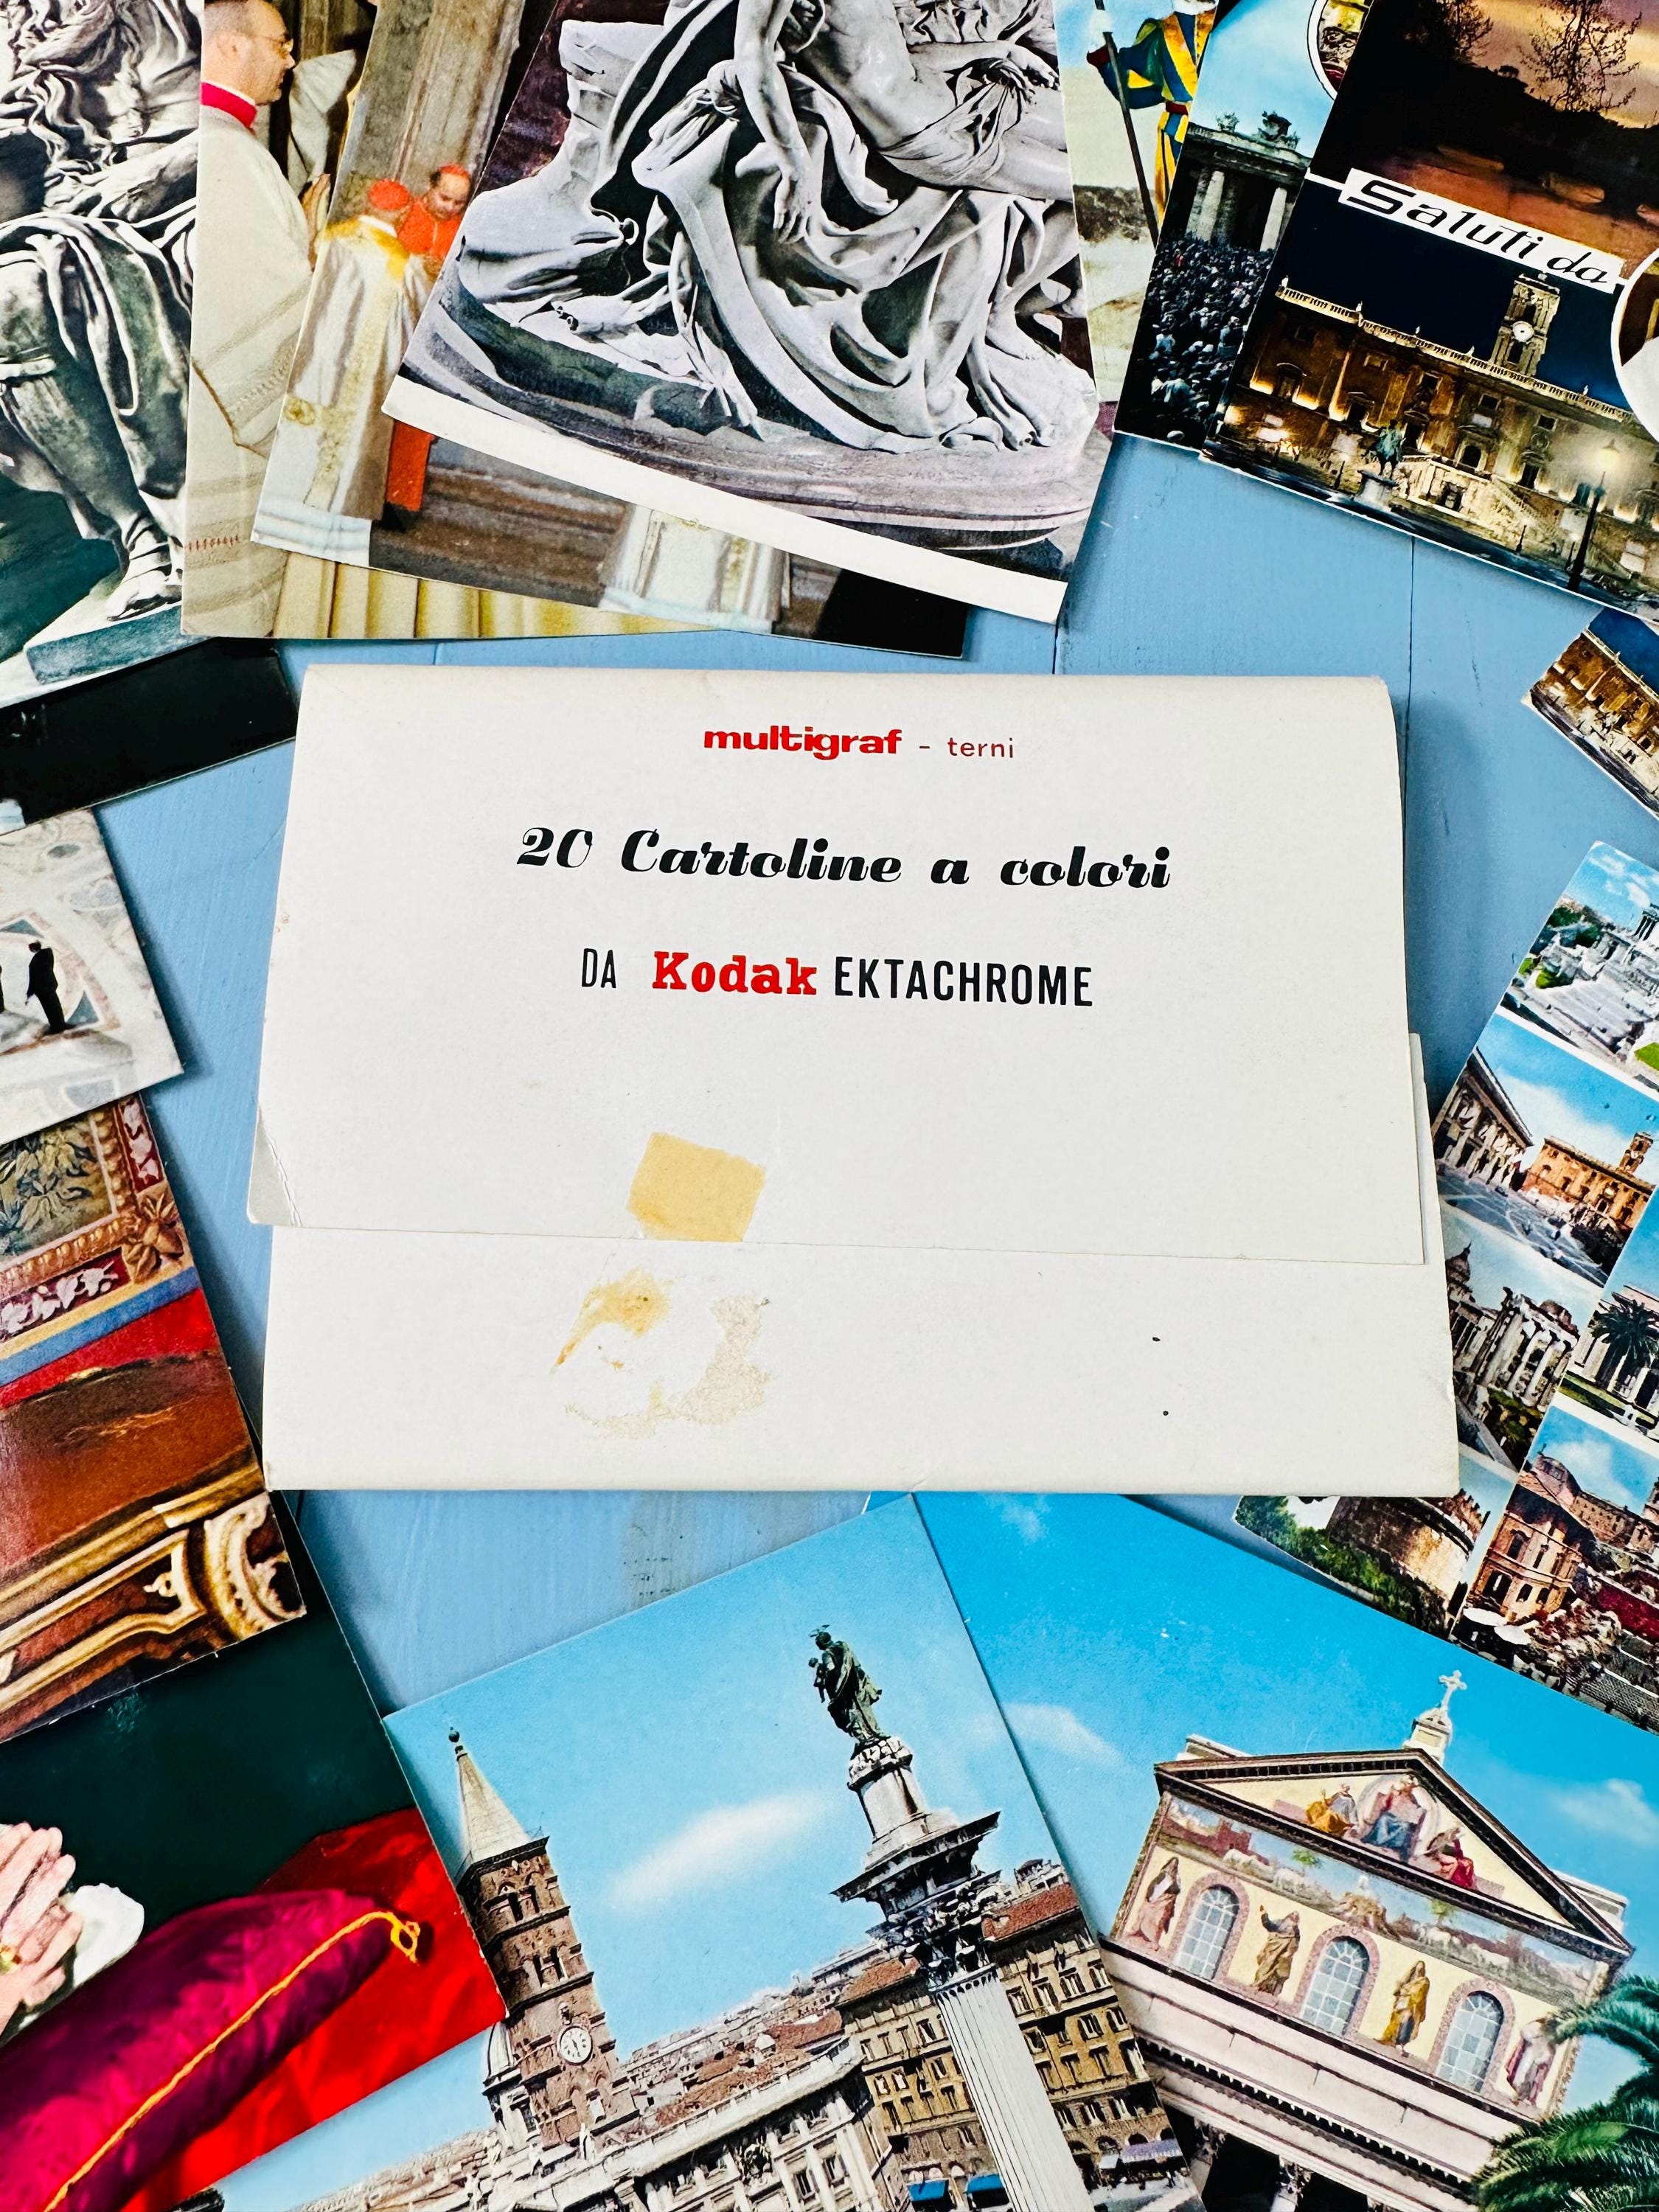 Saluti da
multigraf - terni
20 Cartoline a colori
DA Kodak EKTACHROME